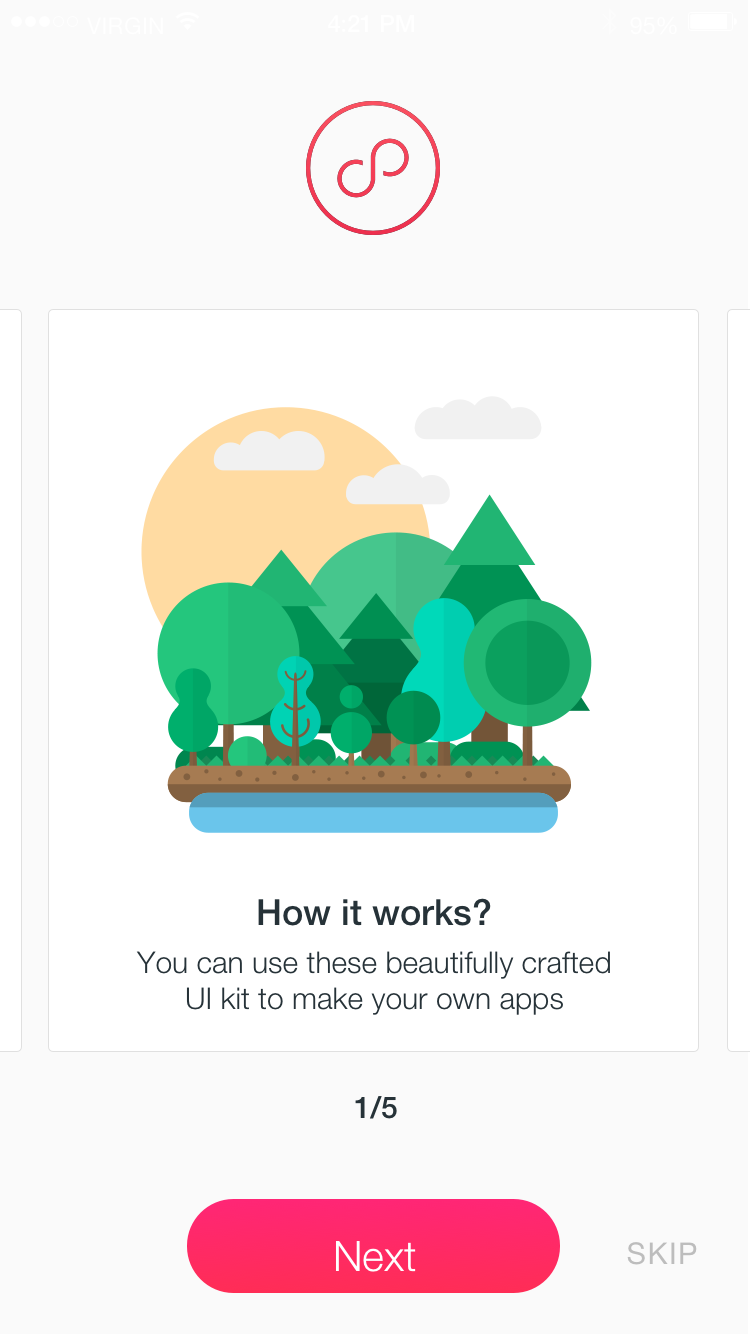 VIRGIN 4:21 PM 95%
How it works?
You can use these beautifully crafted
UI kit to make your own apps
1/5
Next
SKIP